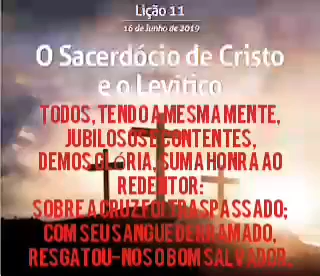 Lição 11
16 de Junho de 2019
O Sacerdócio de Cristo
e o Levítico
TODOS, TENDO A MESMA MENTE,
JUBILOSOS E CONTENTES,
DEMOS GLÓRIA, SUMA HONRA AO
REDENTOR:
SOBRE A CRUZ FOI TRASPASSADO;
COM SEU SANGUE DERRAMADO,
RESGATOU-NOS O BOM SALVADOR.